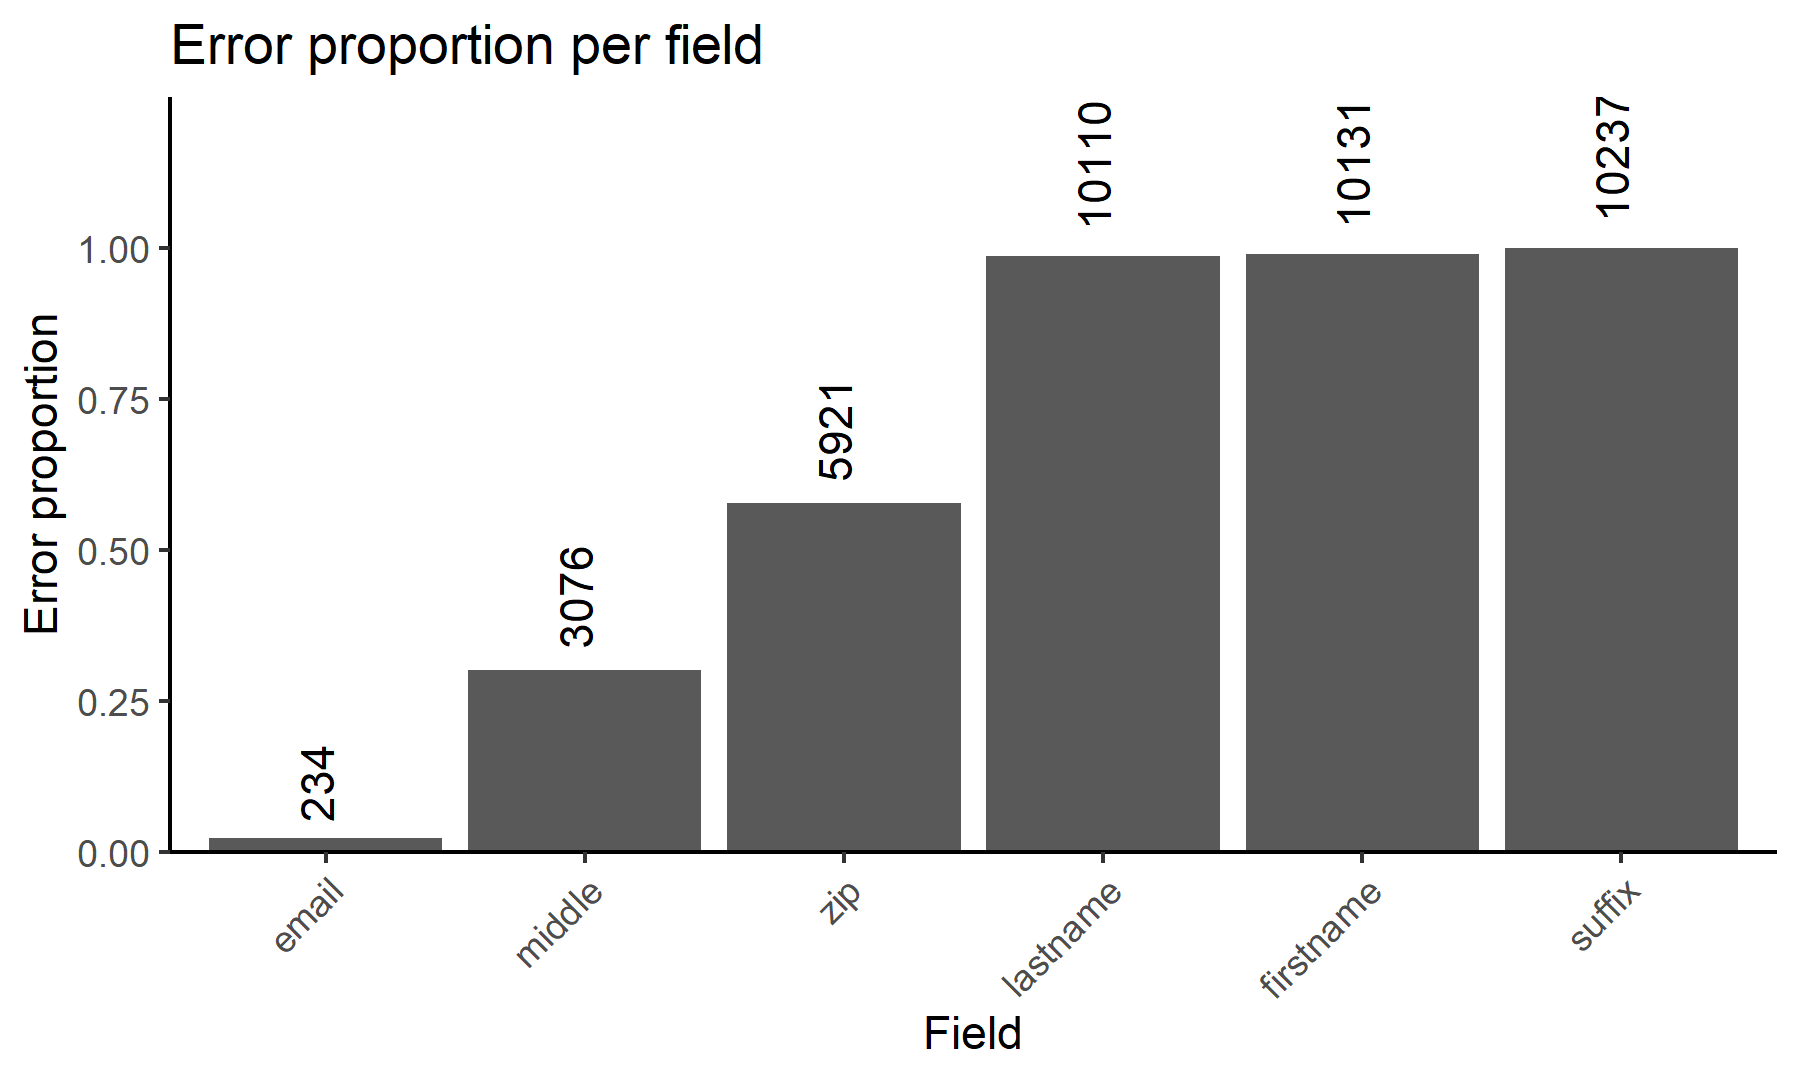 Error proportion per field
Error proportion
1.00
0.75
0.50
0.25
0.00
234
3076
5921
10110
10131
10237
email
middle
zip
lastname
firstname
suffix
Field